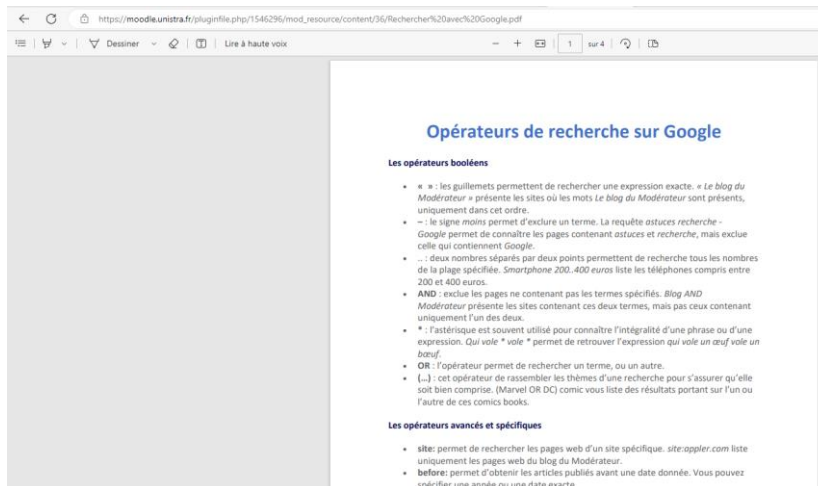 https://moodle.unistra.fr/pluginfile.php/1546296/mod_resource/content/36/Rechercher%20avec%20Google.pdf
Dessiner Lire à haute voix 1 sur 4
Opérateurs de recherche sur Google
Les opérateurs booléens
• « » : les guillemets permettent de rechercher une expression exacte. « Le blog du
Modérateur » présente les sites où les mots Le blog du Modérateur sont présents,
uniquement dans cet ordre.
• – : le signe moins permet d'exclure un terme. La requête astuces recherche -
Google permet de connaître les pages contenant astuces et recherche, mais exclue
celle qui contiennent Google.
• .. : deux nombres séparés par deux points permettent de recherche tous les nombres
de la plage spécifiée. Smartphone 200..400 euros liste les téléphones compris entre
200 et 400 euros.
• AND : exclue les pages ne contenant pas les termes spécifiés. Blog AND
Modérateur présente les sites contenant ces deux termes, mais pas ceux contenant
uniquement l'un des deux.
• * : l'astérisque est souvent utilisé pour connaître l'intégralité d'une phrase ou d'une
expression. Qui vole * vole * permet de retrouver l'expression qui vole un œuf vole un
bœuf.
• OR : l'opérateur permet de rechercher un terme, ou un autre.
• (…) : cet opérateur de rassembler les thèmes d'une recherche pour s'assurer qu'elle
soit bien comprise. (Marvel OR DC) comic vous liste des résultats portant sur l'un ou
l'autre de ces comics books.
Les opérateurs avancés et spécifiques
• site: permet de rechercher les pages web d'un site spécifique. site:appler.com liste
uniquement les pages web du blog du Modérateur.
• before: permet d'obtenir les articles publiés avant une date donnée. Vous pouvez
spécifier une année ou une date exacte.